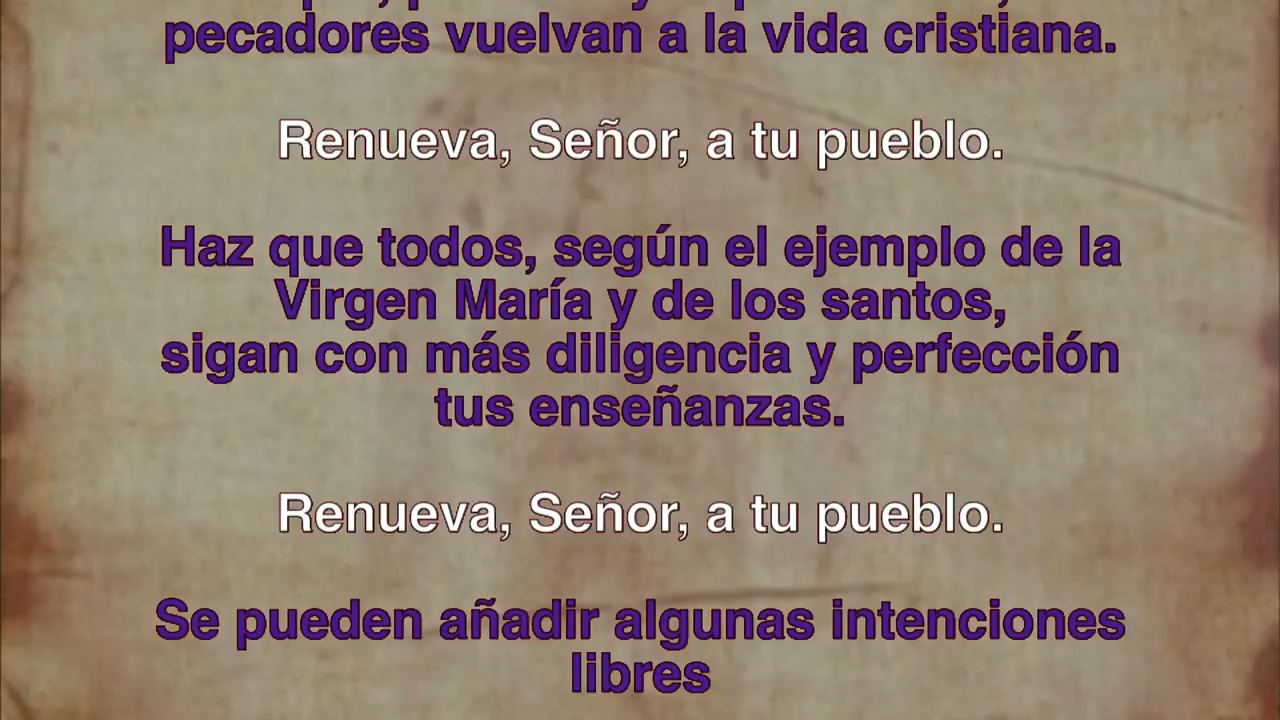 pecadores vuelvan a la vida cristiana.
Renueva, Señor, a tu pueblo.
Haz que todos, según el ejemplo de la
Virgen María y de los santos,
sigan con más diligencia y perfección
tus enseñanzas.
Renueva, Señor, a tu pueblo.
Se pueden añadir algunas intenciones
libres